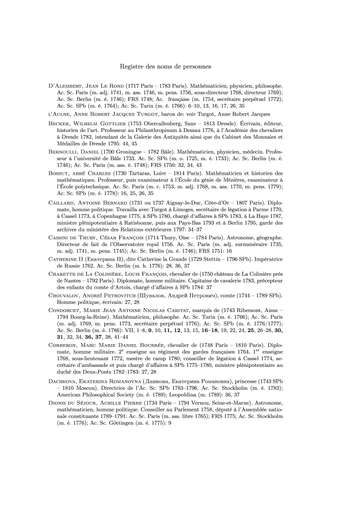 Registre des noms de personnes
D'Alembert, Jean Le Rond (1717 Paris – 1783 Paris). Mathématicien, physicien, philosophe.
Ac. Sc. Paris (m. adj. 1741, m. ass. 1746, m. pens. 1756, sous-directeur 1768, directeur 1769);
Ac. Sc. Berlin (m. é. 1746); FRS 1748; Ac. française (m. 1754, secrétaire perpétuel 1772);
Ac. Sc. SPb (m. é. 1764); Ac. Sc. Turin (m. é. 1766): 6–10, 13, 16, 17, 26, 35
d'Aulne, Anne Robert Jacques Turgot, baron de: voir Turgot, Anne Robert Jacques
Becker, Wilhelm Gottlieb (1753 Oberwallenberg, Saxe – 1813 Dresde). Écrivain, éditeur,
historien de l'art. Professeur au Philanthropinum à Dessau 1776, à l'Académie des chevaliers
à Dresde 1782, intendant de la Galerie des Antiquités ainsi que du Cabinet des Monnaies et
Médailles de Dresde 1795: 44, 45
Bernoulli, Daniel (1700 Groningue – 1782 Bâle). Mathématicien, physicien, médecin. Profes-
seur à l'université de Bâle 1733. Ac. Sc. SPb (m. o. 1725, m. é. 1733); Ac. Sc. Berlin (m. é.
1746); Ac. Sc. Paris (m. ass. é. 1748); FRS 1750: 32, 34, 43
Bossut, abbé Charles (1730 Tartaras, Loire – 1814 Paris). Mathématicien et historien des
mathématiques. Professeur, puis examinateur à l'École du génie de Mézières, examinateur à
l'École polytechnique. Ac. Sc. Paris (m. c. 1753, m. adj. 1768, m. ass. 1770, m. pens. 1779);
Ac. Sc. SPb (m. é. 1778): 16, 25, 26, 35
Caillard, Antoine Bernard (1731 ou 1737 Aignay-le-Duc, Côte-d'Or – 1807 Paris). Diplo-
mate, homme politique. Travailla avec Turgot à Limoges, secrétaire de légation à Parme 1770,
à Cassel 1773, à Copenhague 1775, à SPb 1780, chargé d'affaires à SPb 1783, à La Haye 1787,
ministre plénipotentiaire à Ratisbonne, puis aux Pays-Bas 1793 et à Berlin 1795, garde des
archives du ministère des Relations extérieures 1797: 34–37
Cassini de Thury, César François (1714 Thury, Oise – 1784 Paris). Astronome, géographe.
Directeur de fait de l'Observatoire royal 1756. Ac. Sc. Paris (m. adj. surnuméraire 1735,
m. adj. 1741, m. pens. 1745); Ac. Sc. Berlin (m. é. 1746); FRS 1751: 16
Catherine II (Екатерина II), dite Catherine la Grande (1729 Stettin – 1796 SPb). Impératrice
de Russie 1762. Ac. Sc. Berlin (m. h. 1776): 28, 36, 37
Charette de La Colinière, Louis François, chevalier de (1750 château de La Colinière près
de Nantes – 1792 Paris). Diplomate, homme militaire. Capitaine de cavalerie 1783, précepteur
des enfants du comte d'Artois, chargé d'affaires à SPb 1784: 37
Chouvalov, André Petrovitch (Шувалов, Андрей Петрович), comte (1744 – 1789 SPb).
Homme politique, écrivain: 27, 28
Condorcet, Marie Jean Antoine Nicolas Caritat, marquis de (1743 Ribemont, Aisne –
1794 Bourg-la-Reine). Mathématicien, philosophe. Ac. Sc. Turin (m. é. 1766); Ac. Sc. Paris
(m. adj. 1769, m. pens. 1773, secrétaire perpétuel 1776); Ac. Sc. SPb (m. é. 1776/1777);
Ac. Sc. Berlin (m. é. 1786): VII, 1–6, 9, 10, 11, 12, 13, 15, 16–18, 19, 22, 24, 25, 26–28, 30,
31, 32, 34, 36, 37, 38, 41–44
Corberon, Marc Marie Daniel Bourrée, chevalier de (1748 Paris – 1810 Paris). Diplo-
mate, homme militaire. 2e enseigne au régiment des gardes françaises 1764, 1er enseigne
1768, sous-lieutenant 1772, mestre de camp 1780, conseiller de légation à Cassel 1774, se-
crétaire d'ambassade et puis chargé d'affaires à SPb 1775–1780, ministre plénipotentiaire au
duché des Deux-Ponts 1782–1783: 27, 28
Dachkova, Ekaterina Romanovna (Дашкова, Екатерина Романовна), princesse (1743 SPb
– 1810 Moscou). Directrice de l'Ac. Sc. SPb 1783–1796. Ac. Sc. Stockholm (m. é. 1783);
American Philosophical Society (m. é. 1789); Leopoldina (m. 1789): 36, 37
Dionis du Séjour, Achille Pierre (1734 Paris – 1794 Vernou, Seine-et-Marne). Astronome,
mathématicien, homme politique. Conseiller au Parlement 1758, député à l'Assemblée natio-
nale constituante 1789–1791. Ac. Sc. Paris (m. ass. libre 1765); FRS 1775; Ac. Sc. Stockholm
(m. é. 1776); Ac. Sc. Göttingen (m. é. 1775): 9